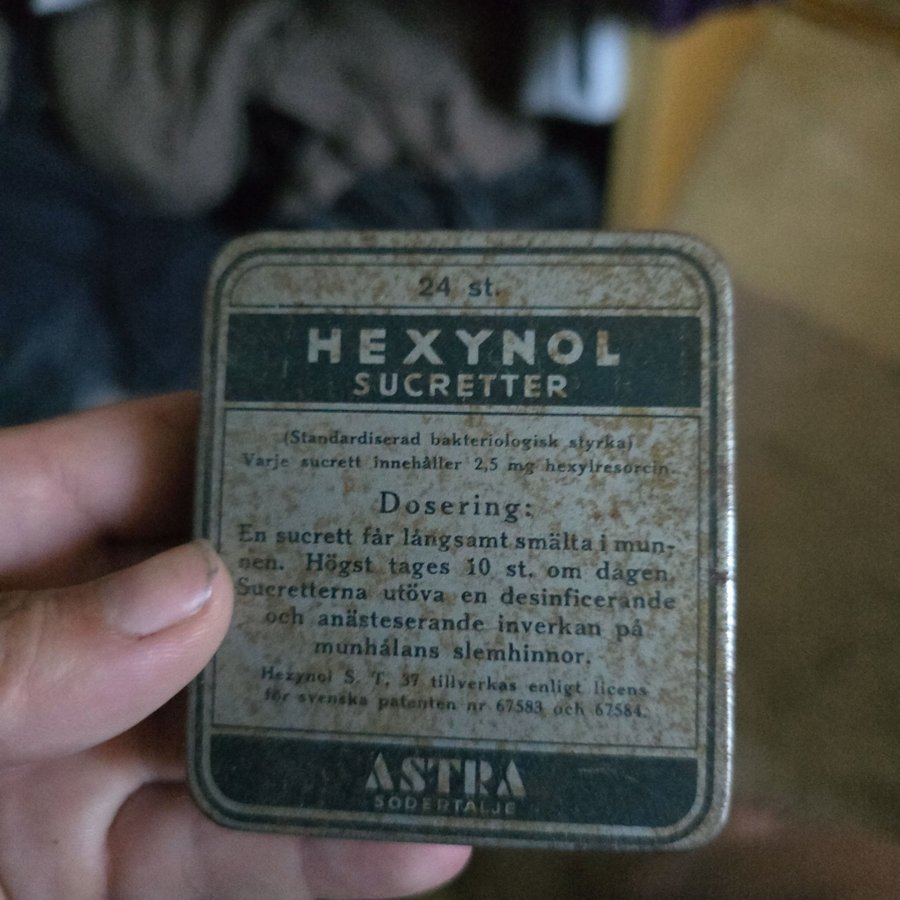 24 st.
HEXYNOL
SUCRETTER
(Standardiserad bakteriologisk styrka)
Varje sucrett innehåller 2,5 mg hexylresorcin.
Dosering:
En sucrett får långsamt smälta i mun-
nen. Högst tages 10 st. om dagen.
Sucretterna utöva en desinficerande
och anästeserande inverkan på
munhålans slemhinnor.
Hexynol S. T. 37 tillverkas enligt licens
för svenska patenten nr 67583 och 67584.
ASTRA
SÖDERTÄLJE